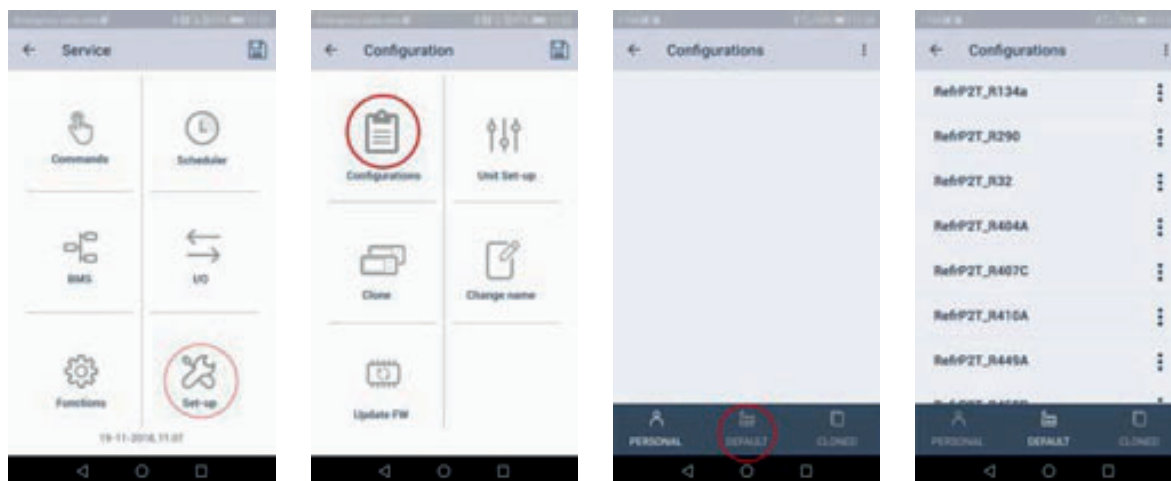 Service
Commands
Scheduler
BMS
I/O
Functions
Set-up
19-11-2018, 11:07
Configuration
Configurations
Unit Set-up
Clone
Change name
Update FW
Configurations
PERSONAL
DEFAULT
CLONED
Configurations
RefrP2T_R134a
RefrP2T_R290
RefrP2T_R32
RefrP2T_R404A
RefrP2T_R407C
RefrP2T_R410A
RefrP2T_R449A
PERSONAL
DEFAULT
CLONED